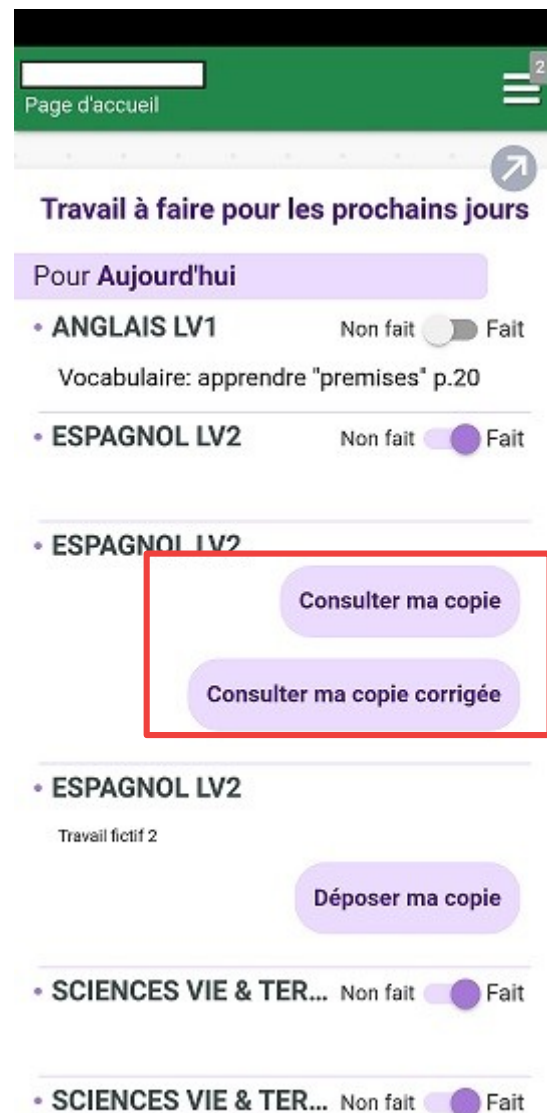 2
Page d'accueil
Travail à faire pour les prochains jours
Pour Aujourd'hui
• ANGLAIS LV1 Non fait Fait
Vocabulaire: apprendre "premises" p.20
• ESPAGNOL LV2 Non fait Fait
• ESPAGNOL LV2
Consulter ma copie
Consulter ma copie corrigée
• ESPAGNOL LV2
Travail fictif 2
Déposer ma copie
• SCIENCES VIE & TER... Non fait Fait
• SCIENCES VIE & TER... Non fait Fait